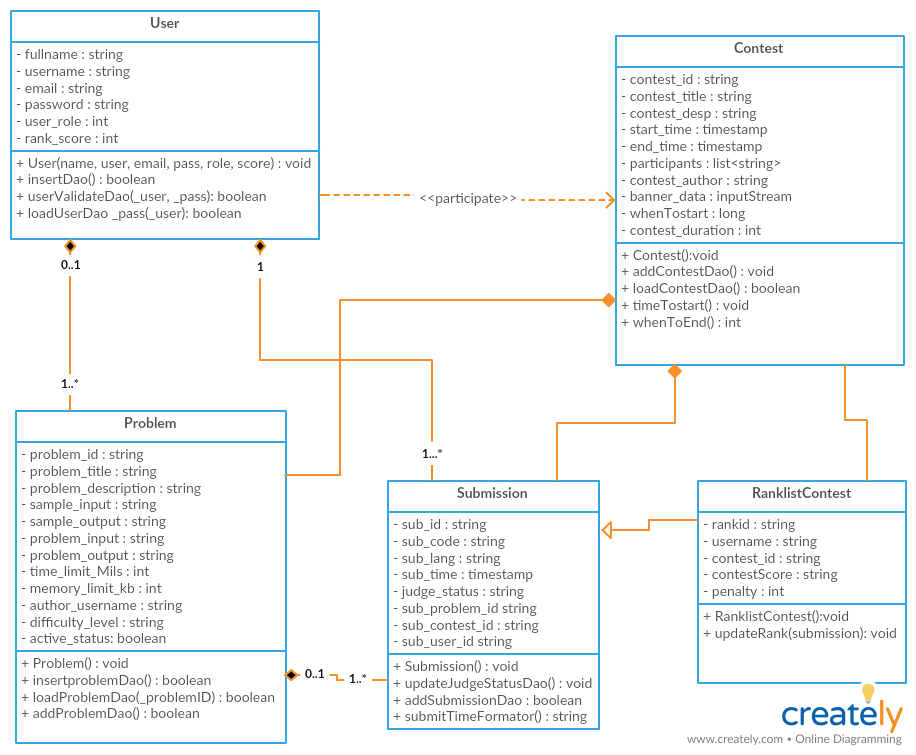 User
- fullname : string
- username : string
- email : string
- password : string
- user_role : int
- rank_score : int
+ User(name, user, email, pass, role, score) : void
+ insertDao() : boolean
+ userValidateDao(_user, _pass): boolean
+ loadUserDao _pass(_user): boolean
<<participate>>
Contest
- contest_id : string
- contest_title : string
- contest_desp : string
- start_time : timestamp
- end_time : timestamp
- participants : list<string>
- contest_author : string
- banner_data : inputStream
- whenTostart : long
- contest_duration : int
+ Contest():void
+ addContestDao() : void
+ loadContestDao() : boolean
+ timeTostart() : void
+ whenToEnd() : int
0..1
1
1..*
1...*
Problem
- problem_id : string
- problem_title : string
- problem_description : string
- sample_input : string
- sample_output : string
- problem_input : string
- problem_output : string
- time_limit_Mils : int
- memory_limit_kb : int
- author_username : string
- difficulty_level : string
- active_status: boolean
+ Problem() : void
+ insertproblemDao() : boolean
+ loadProblemDao(_problemID) : boolean
+ addProblemDao() : boolean
0..1
1..*
Submission
- sub_id : string
- sub_code : string
- sub_lang : string
- sub_time : timestamp
- judge_status : string
- sub_problem_id string
- sub_contest_id : string
- sub_user_id string
+ Submission() : void
+ updateJudgeStatusDao() : void
+ addSubmissionDao : boolean
+ submitTimeFormator() : string
RanklistContest
- rankid : string
- username : string
- contest_id : string
- contestScore : string
- penalty : int
+ RanklistContest():void
+ updateRank(submission): void
creately
www.creately.com • Online Diagramming